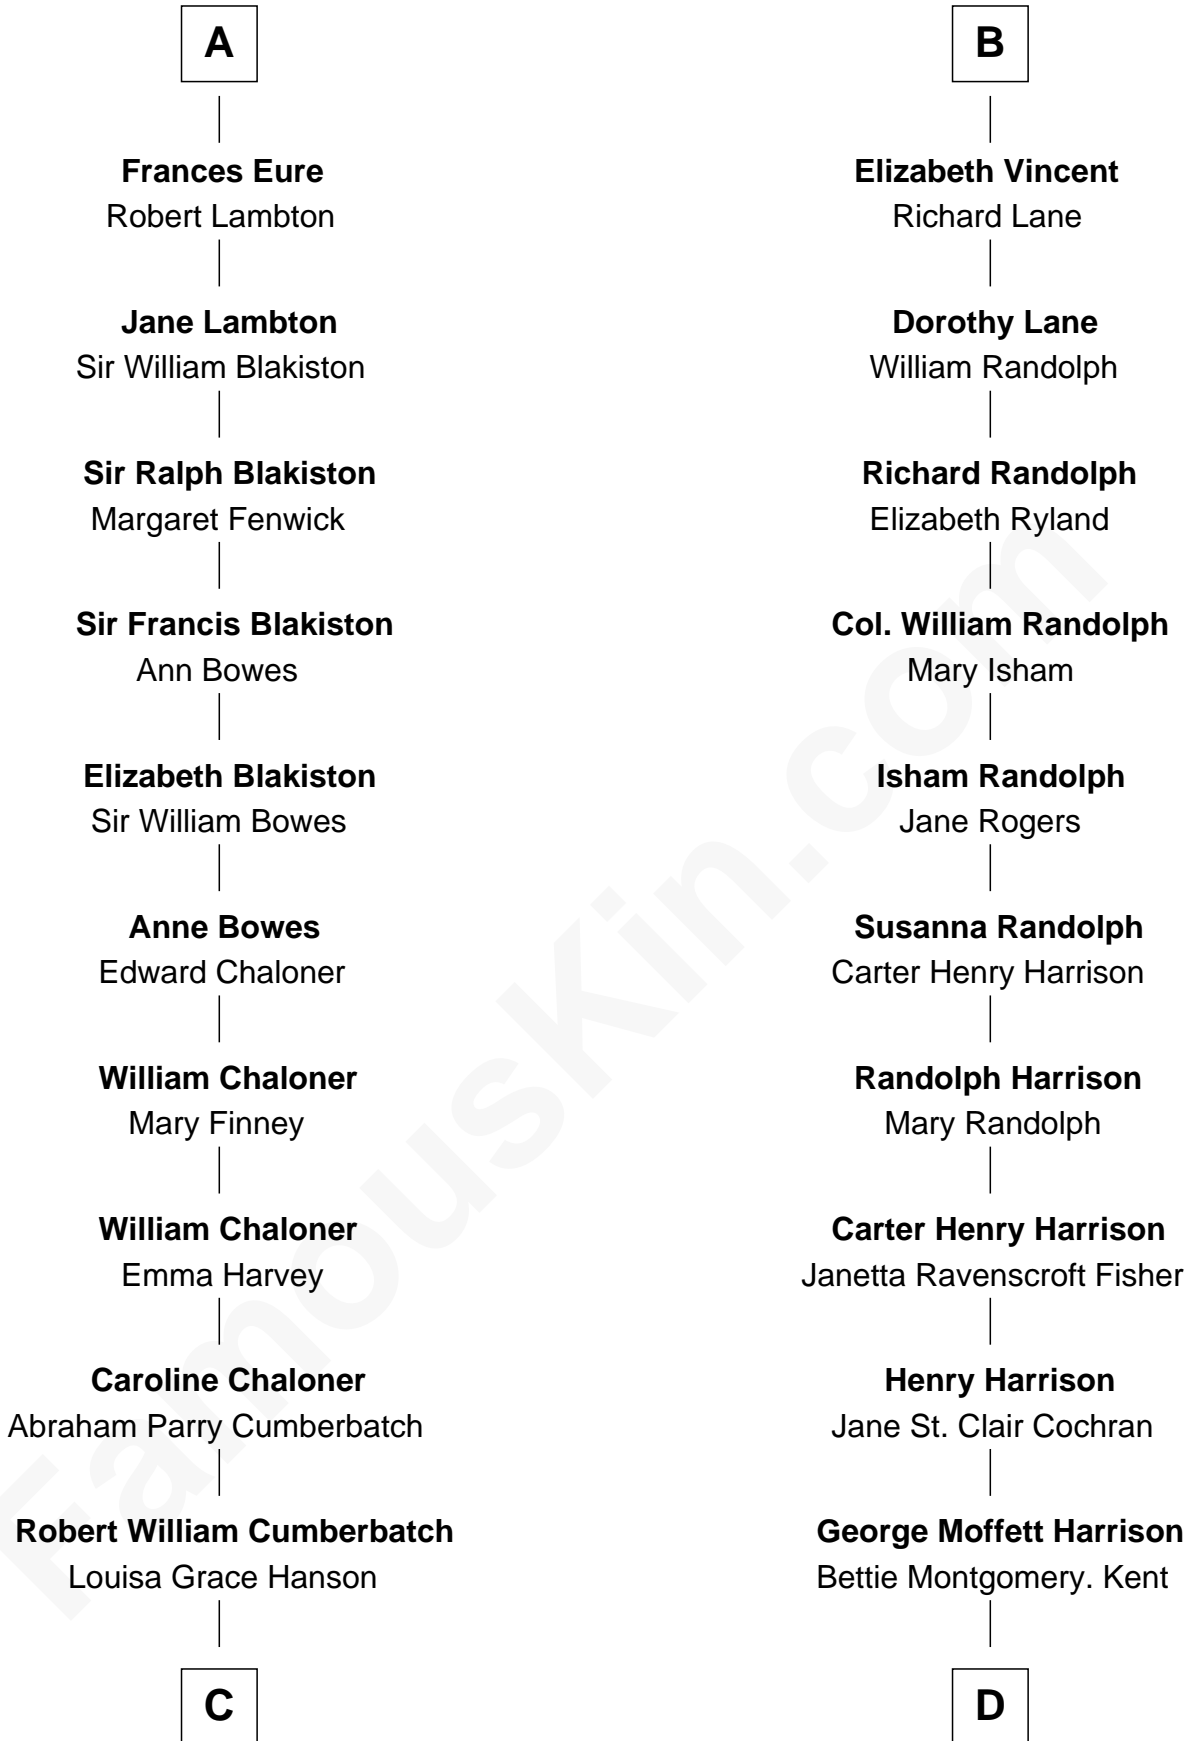 A
Frances Eure
Robert Lambton
Jane Lambton
Sir William Blakiston
Sir Ralph Blakiston
Margaret Fenwick
Sir Francis Blakiston
Ann Bowes
Elizabeth Blakiston
Sir William Bowes
Anne Bowes
Edward Chaloner
William Chaloner
Mary Finney
William Chaloner
Emma Harvey
Caroline Chaloner
Abraham Parry Cumberbatch
Robert William Cumberbatch
Louisa Grace Hanson
C
B
Elizabeth Vincent
Richard Lane
Dorothy Lane
William Randolph
Richard Randolph
Elizabeth Ryland
Col. William Randolph
Mary Isham
Isham Randolph
Jane Rogers
Susanna Randolph
Carter Henry Harrison
Randolph Harrison
Mary Randolph
Carter Henry Harrison
Janetta Ravenscroft Fisher
Henry Harrison
Jane St. Clair Cochran
George Moffett Harrison
Bettie Montgomery. Kent
D
FamousKin.com